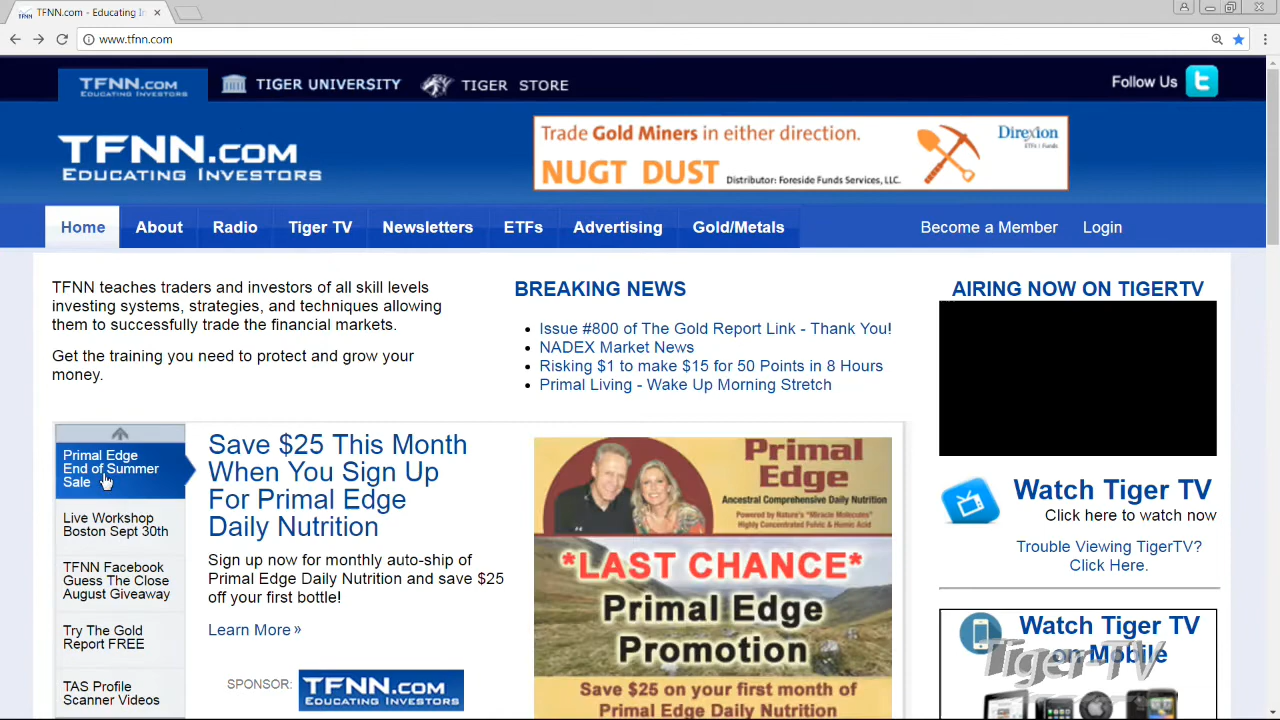 TFNN.com - Educating In
www.tfnn.com
TFNN.COM
EDUCATING INVESTORS
TIGER UNIVERSITY
TIGER STORE
Follow Us
TFNN.COM
EDUCATING INVESTORS
Trade Gold Miners in either direction.
NUGT DUST
Distributor: Foreside Funds Services, LLC.
Direxion
Home
About
Radio
Tiger TV
Newsletters
ETFs
Advertising
Gold/Metals
Become a Member
Login
TFNN teaches traders and investors of all skill levels
investing systems, strategies, and techniques allowing
them to successfully trade the financial markets.
Get the training you need to protect and grow your
money.
BREAKING NEWS
Issue #800 of The Gold Report Link - Thank You!
NADEX Market News
Risking $1 to make $15 for 50 Points in 8 Hours
Primal Living - Wake Up Morning Stretch
AIRING NOW ON TIGERTV
Primal Edge
End of Summer
Sale
Live Workshop
Boston Sept 30th
TFNN Facebook
Guess The Close
August Giveaway
Try The Gold
Report FREE
TAS Profile
Scanner Videos
Save $25 This Month
When You Sign Up
For Primal Edge
Daily Nutrition
Sign up now for monthly auto-ship of
Primal Edge Daily Nutrition and save $25
off your first bottle!
Learn More »
SPONSOR:
TFNN.COM
EDUCATING INVESTORS
Primal
Edge
Ancestral Comprehensive Daily Nutrition
Powered by Nature's "Miracle Molecules"
Highly Concentrated Fulvic & Humic Acid
*LAST CHANCE*
Primal Edge
Promotion
Save $25 on your first month of
Primal Edge Daily Nutrition
Watch Tiger TV
Click here to watch now
Trouble Viewing TigerTV?
Click Here.
Watch Tiger TV
on Mobile
Tiger-TV